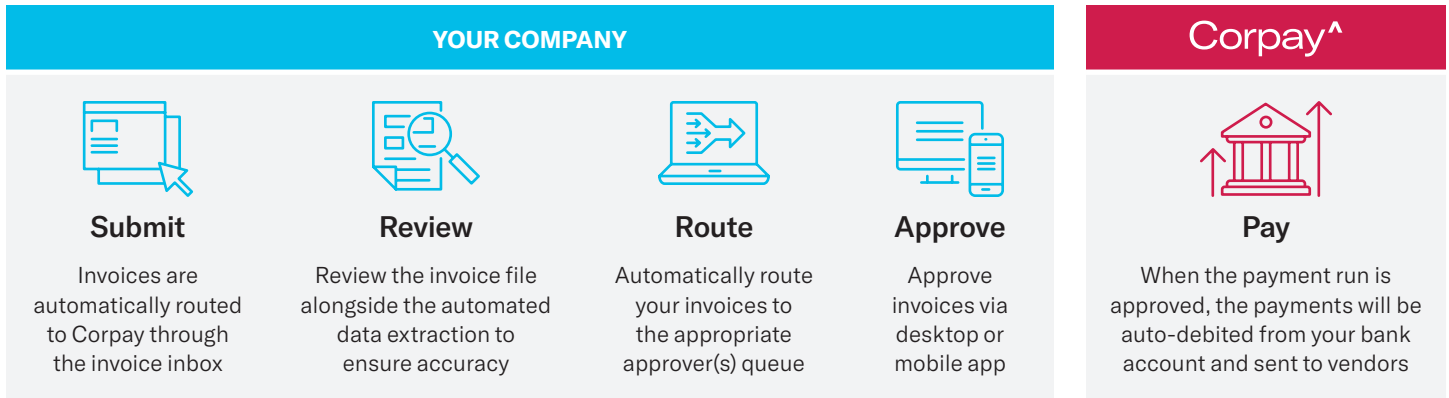 YOUR COMPANY
Corpay^
Submit
Invoices are
automatically routed
to Corpay through
the invoice inbox
Review
Review the invoice file
alongside the automated
data extraction to
ensure accuracy
Route
Automatically route
your invoices to
the appropriate
approver(s) queue
Approve
Approve
invoices via
desktop or
mobile app
Pay
When the payment run is
approved, the payments will be
auto-debited from your bank
account and sent to vendors